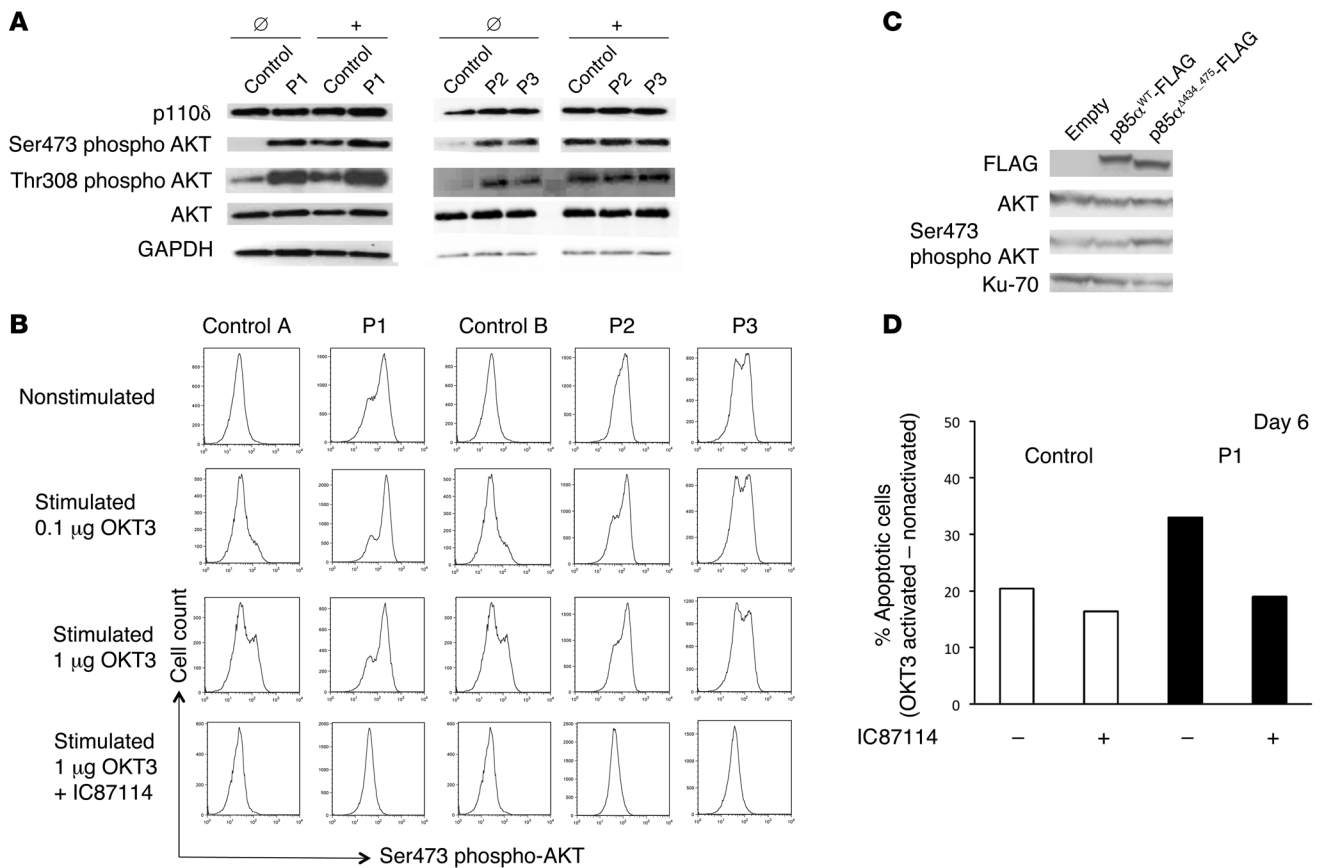 A
∅
+
∅
+
Control
P1
Control
P1
Control
P2
P3
Control
P2
P3
p110δ
Ser473 phospho AKT
Thr308 phospho AKT
AKT
GAPDH
C
Empty
p85α^WT-FLAG
p85α^Δ434_475-FLAG
FLAG
AKT
Ser473
phospho AKT
Ku-70
B
Control A
P1
Control B
P2
P3
Nonstimulated
Stimulated
0.1 μg OKT3
Stimulated
1 μg OKT3
Stimulated
1 μg OKT3
+ IC87114
Cell count
Ser473 phospho-AKT
D
Day 6
Control
P1
% Apoptotic cells
(OKT3 activated – nonactivated)
50
40
30
20
10
0
IC87114
–
+
–
+